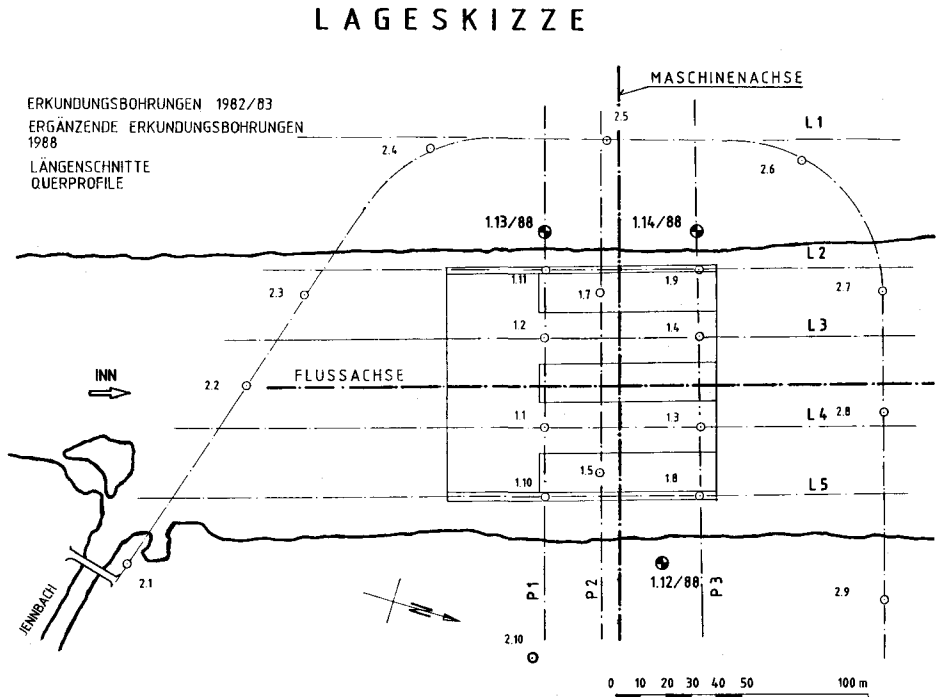 LAGESKIZZE
MASCHINENACHSE
ERKUNDUNGSBOHRUNGEN 1982/83
ERGÄNZENDE ERKUNDUNGSBOHRUNGEN
1988
LÄNGENSCHNITTE
QUERPROFILE
2.5
L1
2.4
2.6
1.13/88
1.14/88
L2
1.11
1.9
2.3
1.7
2.7
1.2
1.4
L3
INN
FLUSSACHSE
2.2
1.1
1.3
L4
2.8
1.5
1.10
1.8
L5
2.1
JENNBACH
N
P1
P2
1.12/88
P3
2.9
2.10
0 10 20 30 40 50 100 m